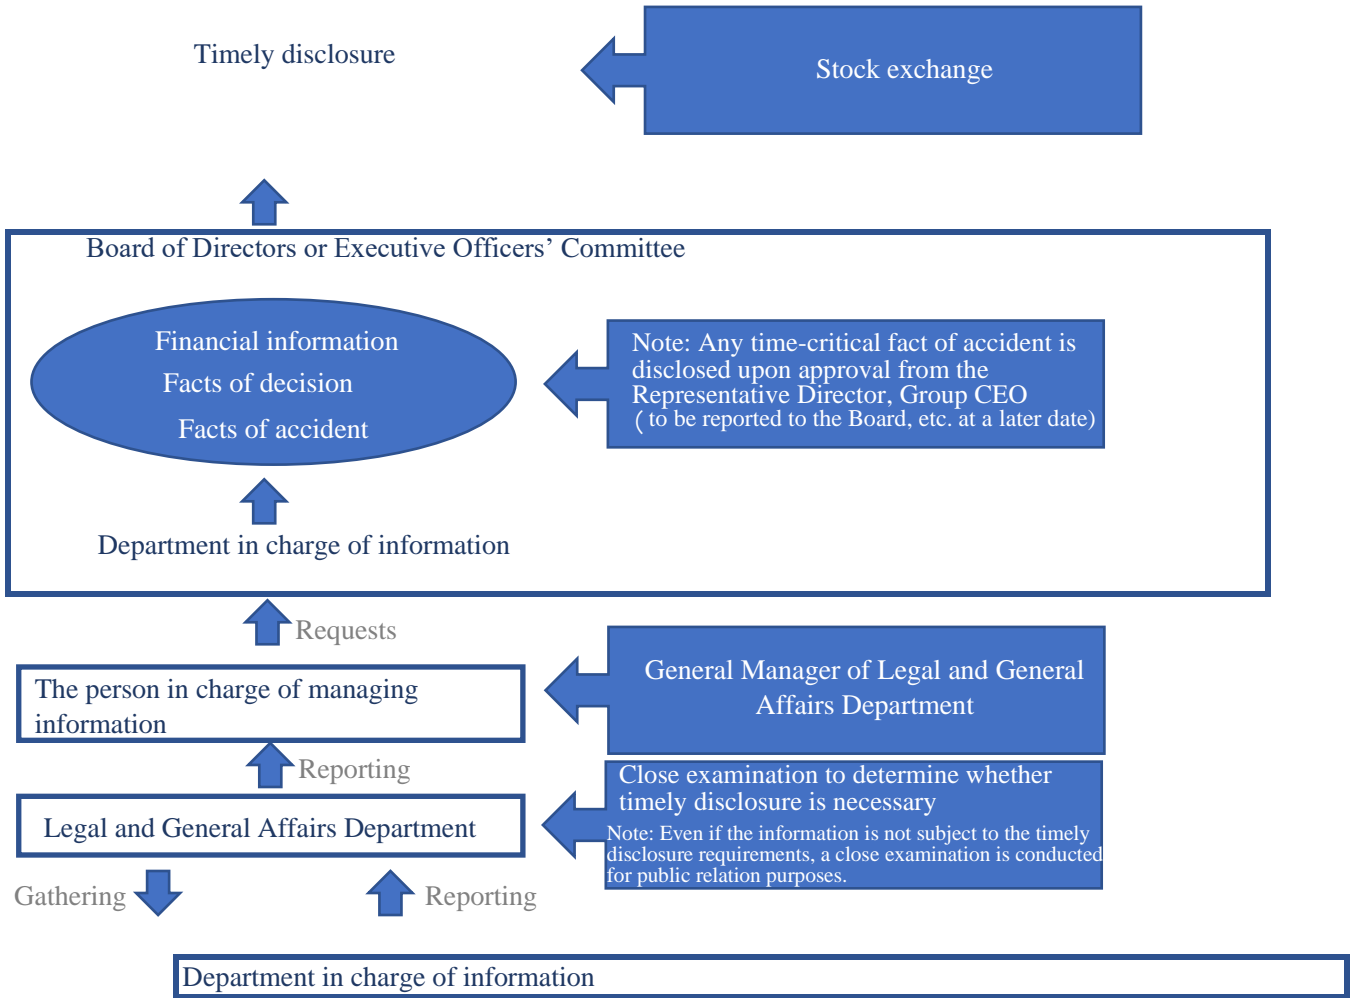 Timely disclosure
Stock exchange
Board of Directors or Executive Officers’ Committee
Financial information
Facts of decision
Facts of accident
Note: Any time-critical fact of accident is
disclosed upon approval from the
Representative Director, Group CEO
( to be reported to the Board, etc. at a later date)
Department in charge of information
Requests
The person in charge of managing
information
General Manager of Legal and General
Affairs Department
Reporting
Legal and General Affairs Department
Close examination to determine whether
timely disclosure is necessary
Note: Even if the information is not subject to the timely
disclosure requirements, a close examination is conducted
for public relation purposes.
Gathering
Reporting
Department in charge of information